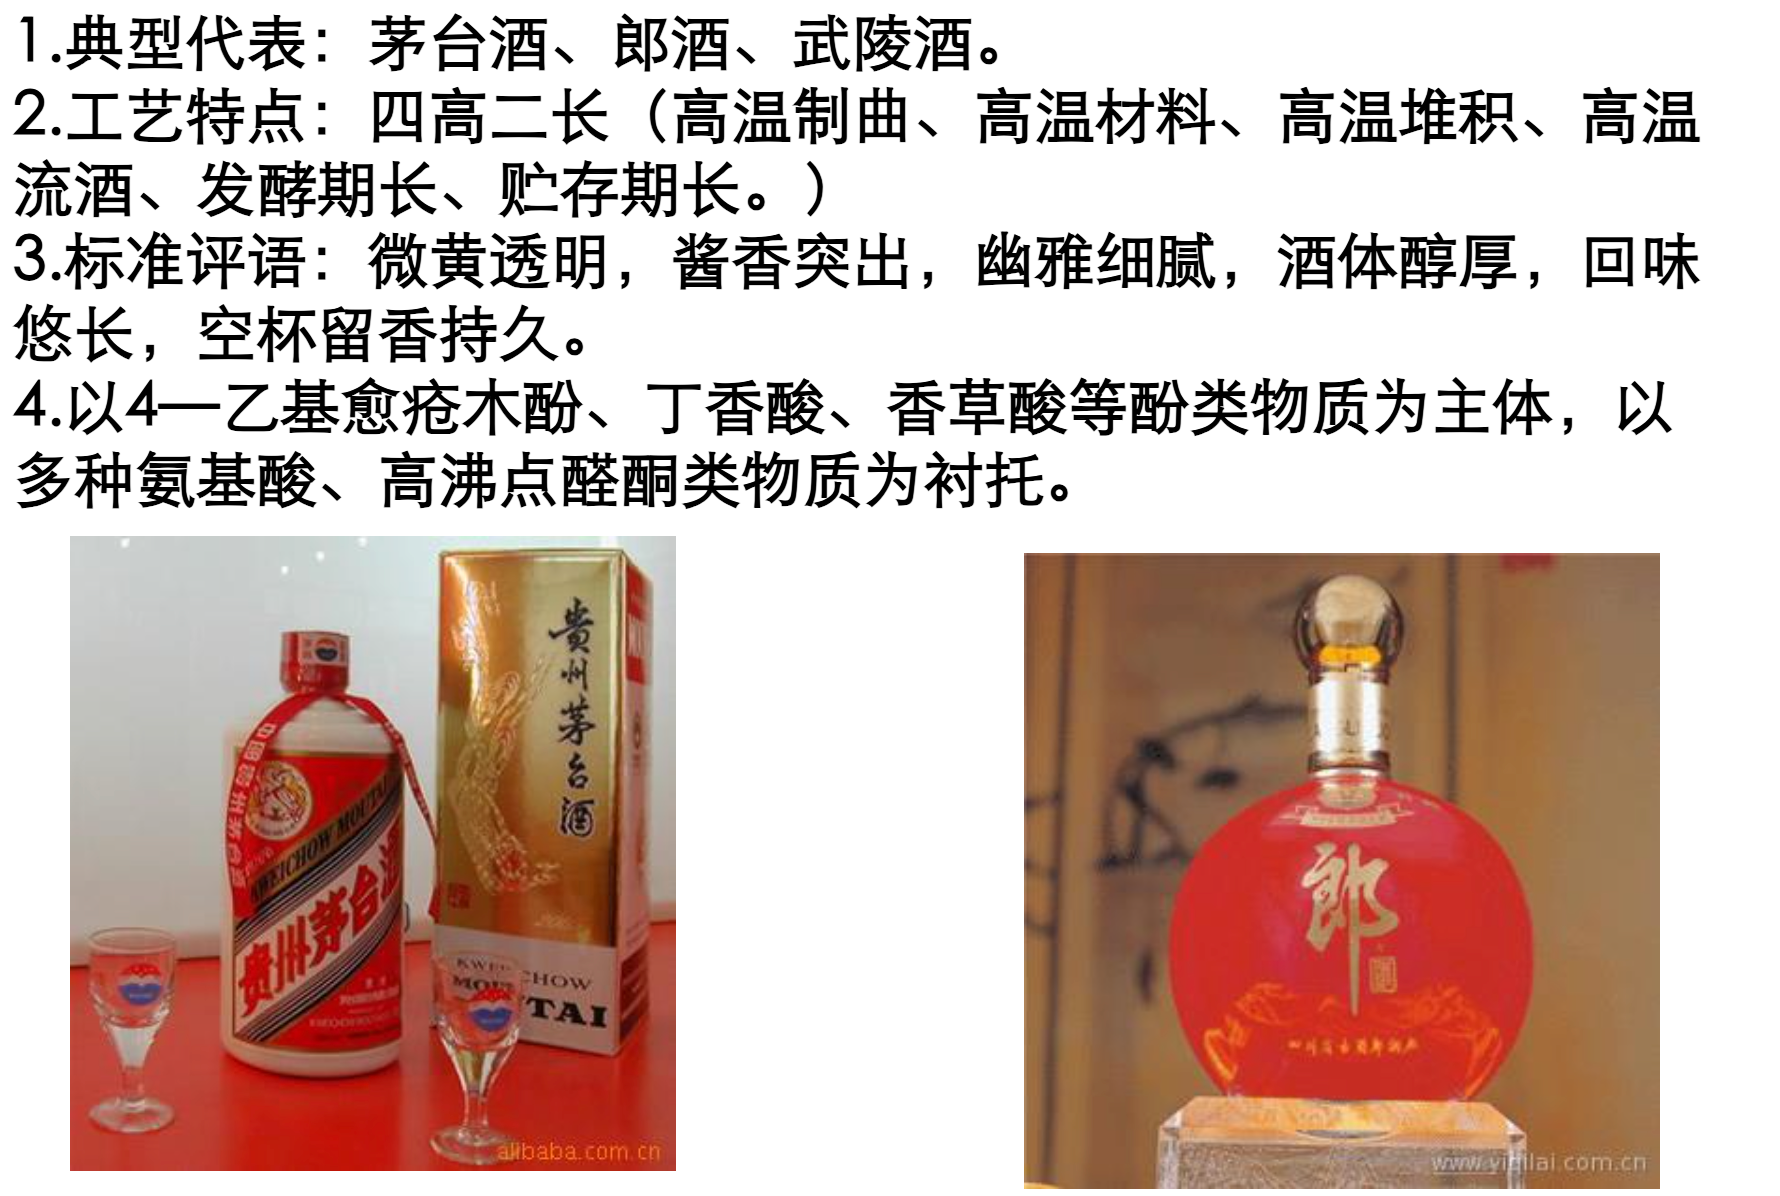 1.典型代表：茅台酒、郎酒、武陵酒。
2.工艺特点：四高二长（高温制曲、高温材料、高温堆积、高温
流酒、发酵期长、贮存期长。）
3.标准评语：微黄透明，酱香突出，幽雅细腻，酒体醇厚，回味
悠长，空杯留香持久。
4.以4—乙基愈疮木酚、丁香酸、香草酸等酚类物质为主体，以
多种氨基酸、高沸点醛酮类物质为衬托。
贵州茅台酒
KWEICHOW MOUTAI
贵州茅台酒
CHOW
TAI
alibaba.com.cn
郎